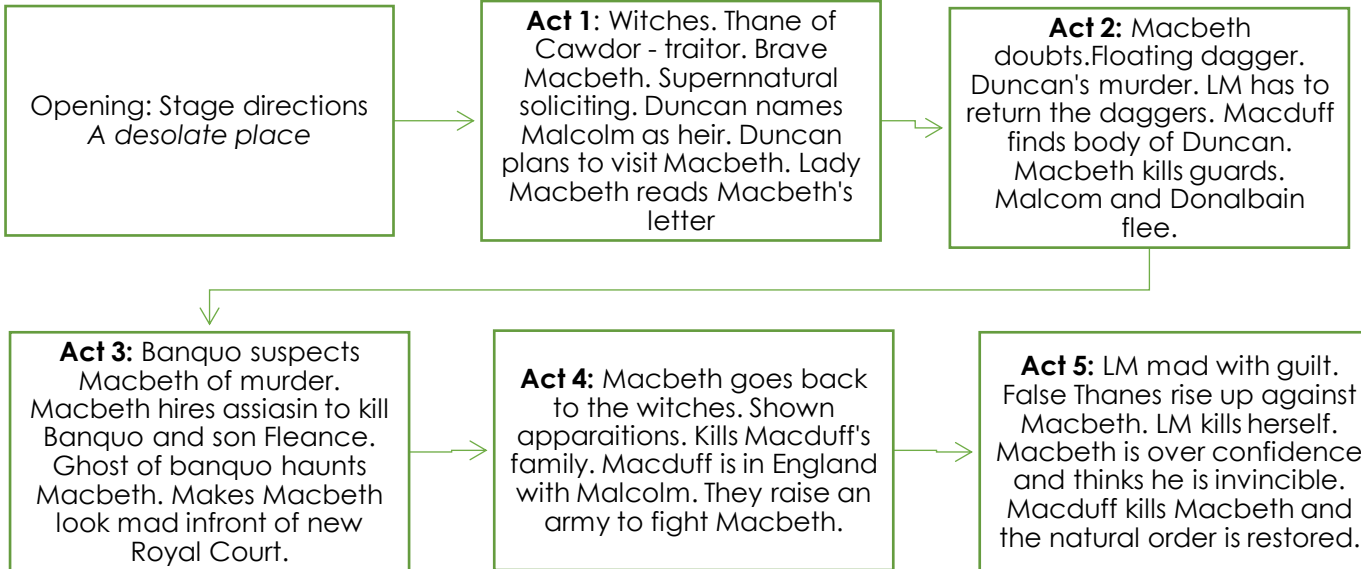 Opening: Stage directions
A desolate place
Act 1: Witches. Thane of
Cawdor - traitor. Brave
Macbeth. Supernnatural
soliciting. Duncan names
Malcolm as heir. Duncan
plans to visit Macbeth. Lady
Macbeth reads Macbeth's
letter
Act 2: Macbeth
doubts.Floating dagger.
Duncan's murder. LM has to
return the daggers. Macduff
finds body of Duncan.
Macbeth kills guards.
Malcom and Donalbain
flee.
Act 3: Banquo suspects
Macbeth of murder.
Macbeth hires assiasin to kill
Banquo and son Fleance.
Ghost of banquo haunts
Macbeth. Makes Macbeth
look mad infront of new
Royal Court.
Act 4: Macbeth goes back
to the witches. Shown
apparaitions. Kills Macduff's
family. Macduff is in England
with Malcolm. They raise an
army to fight Macbeth.
Act 5: LM mad with guilt.
False Thanes rise up against
Macbeth. LM kills herself.
Macbeth is over confidence
and thinks he is invincible.
Macduff kills Macbeth and
the natural order is restored.